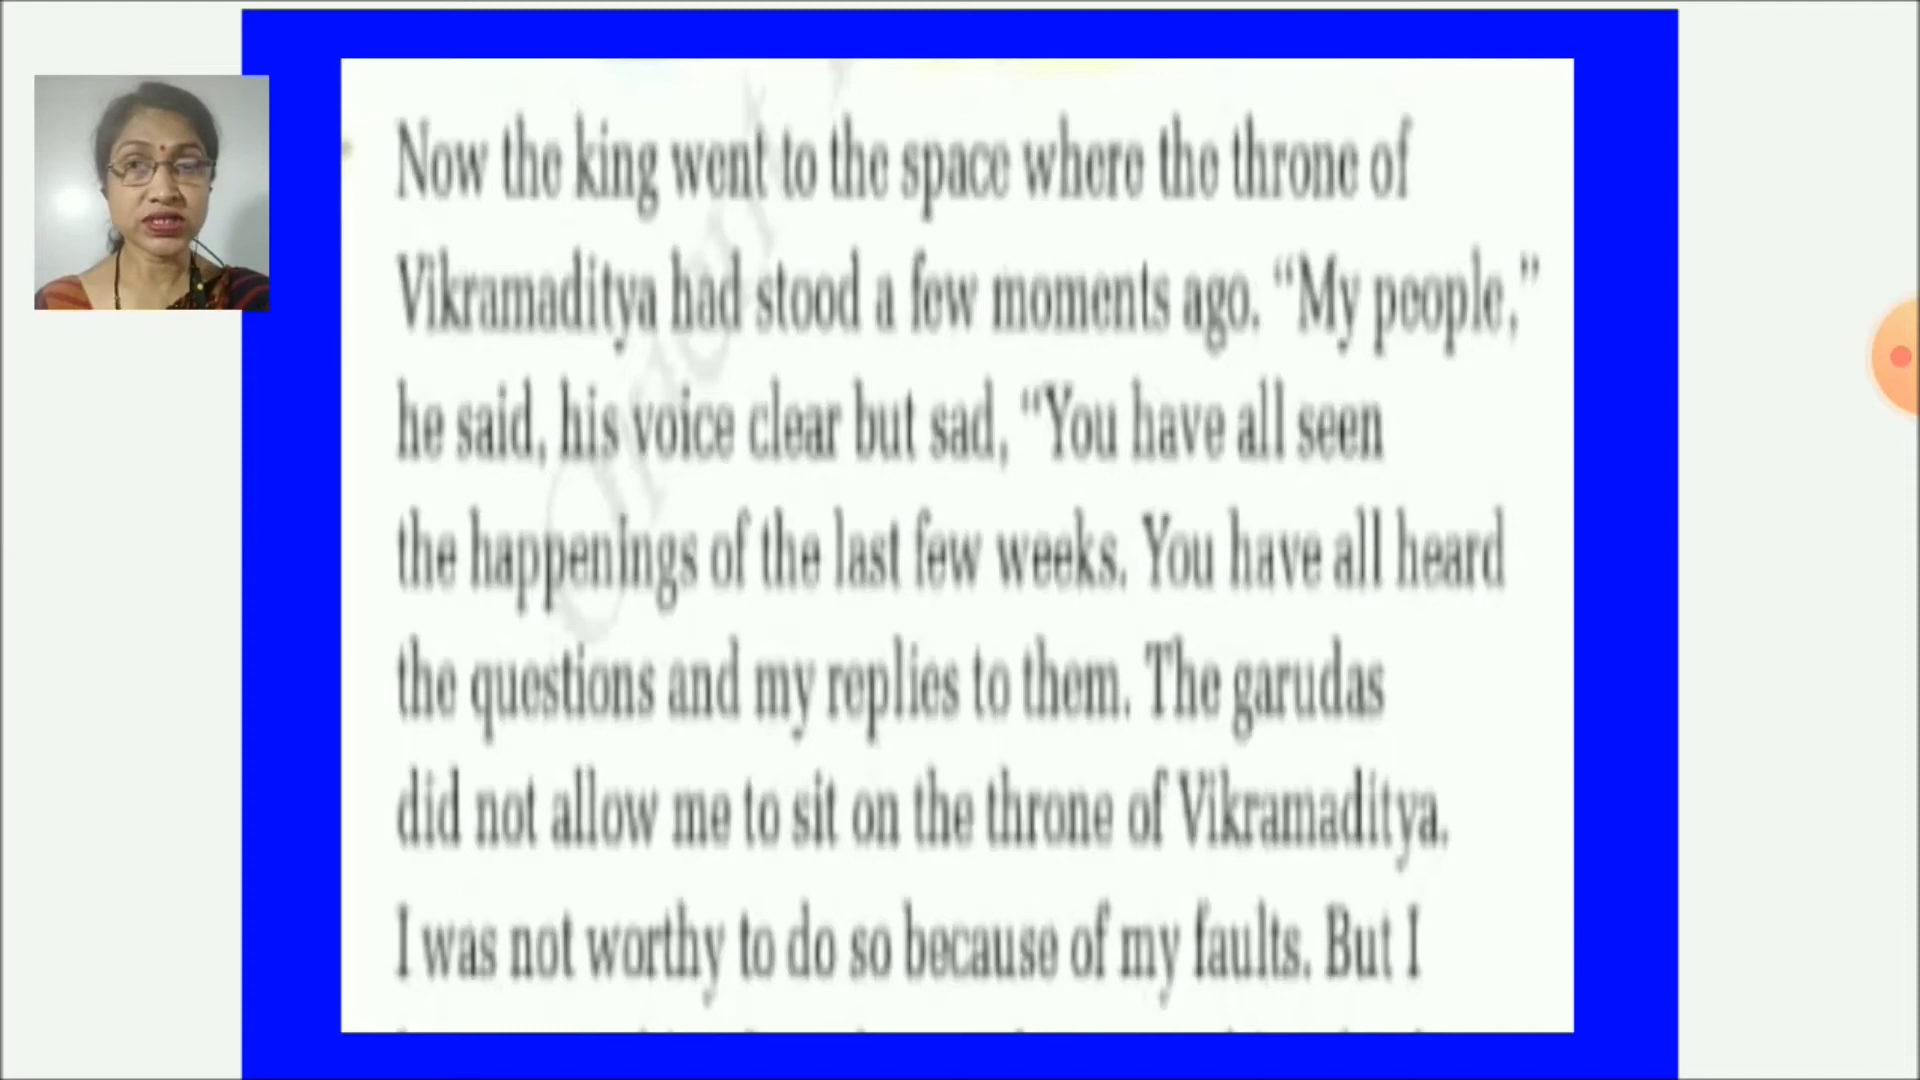 Now the king went to the space where the throne of
Vikramaditya had stood a few moments ago. “My people,”
he said, his voice clear but sad, “You have all seen
the happenings of the last few weeks. You have all heard
the questions and my replies to them. The garudas
did not allow me to sit on the throne of Vikramaditya.
I was not worthy to do so because of my faults. But I